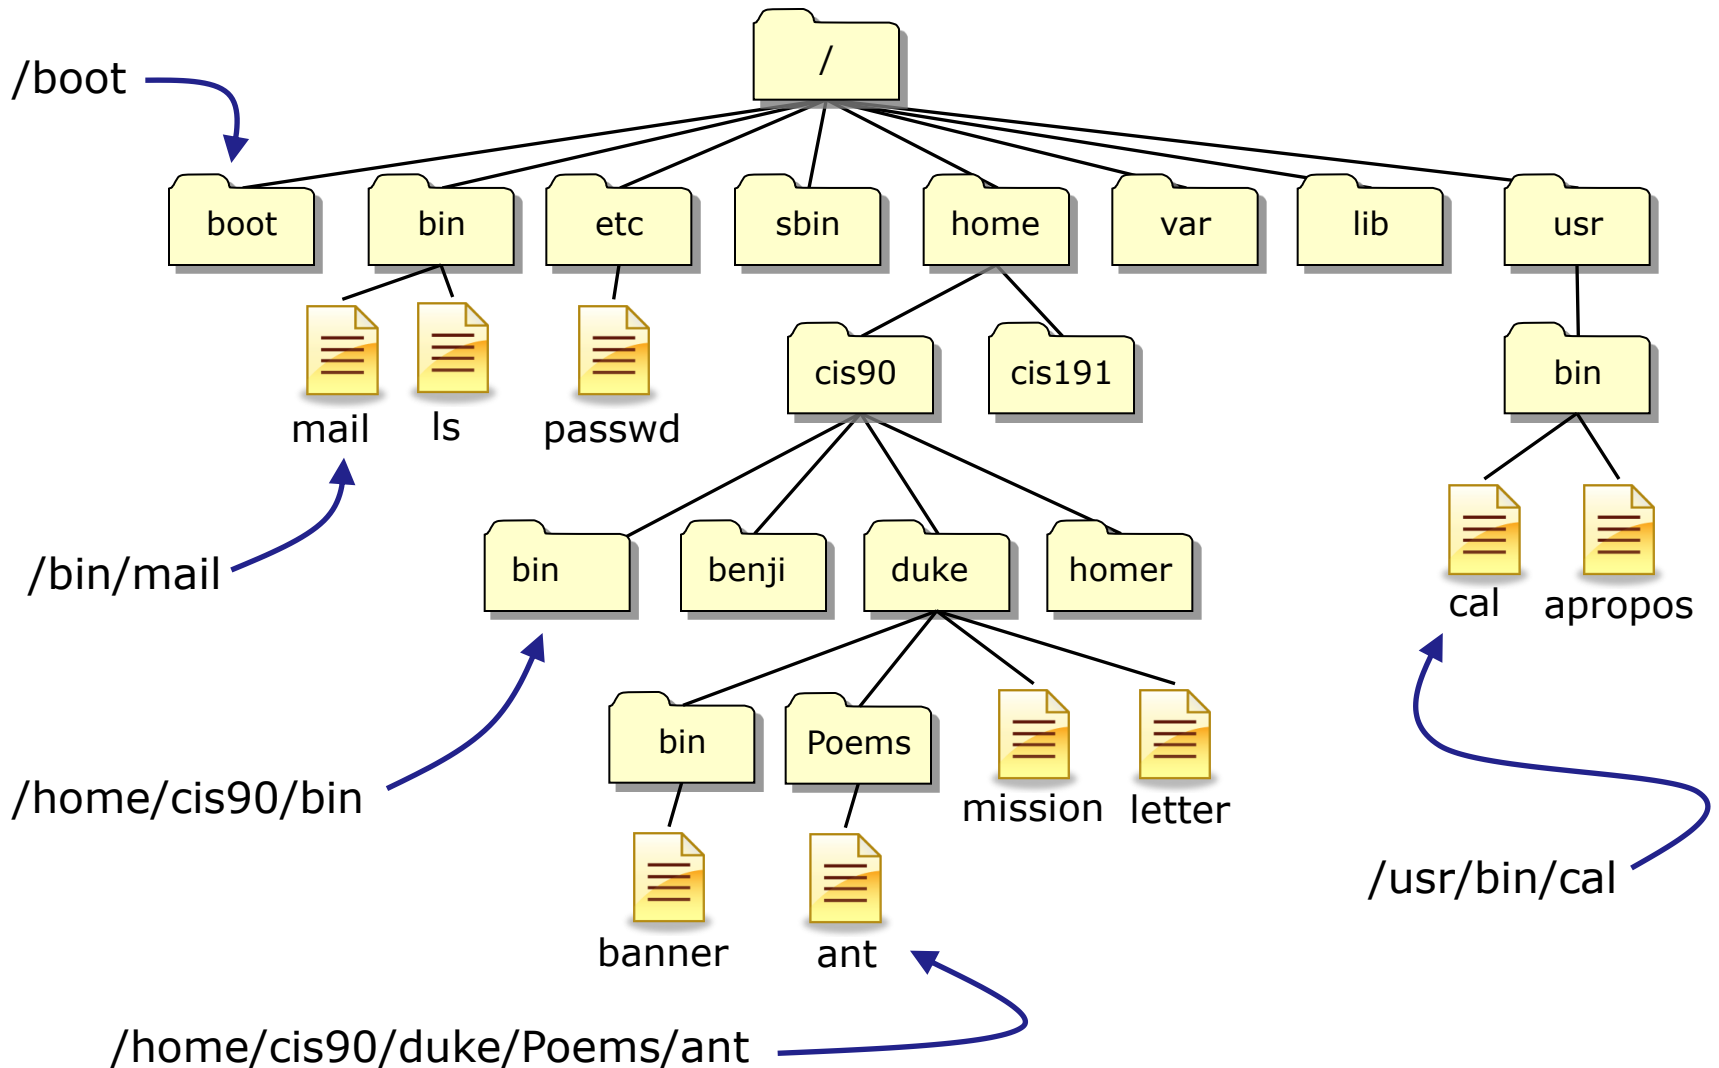 /
/boot
boot
bin
etc
sbin
home
var
lib
usr
cis90
cis191
bin
mail
ls
passwd
/bin/mail
bin
benji
duke
homer
cal
apropos
bin
Poems
mission
letter
/home/cis90/bin
/usr/bin/cal
banner
ant
/home/cis90/duke/Poems/ant